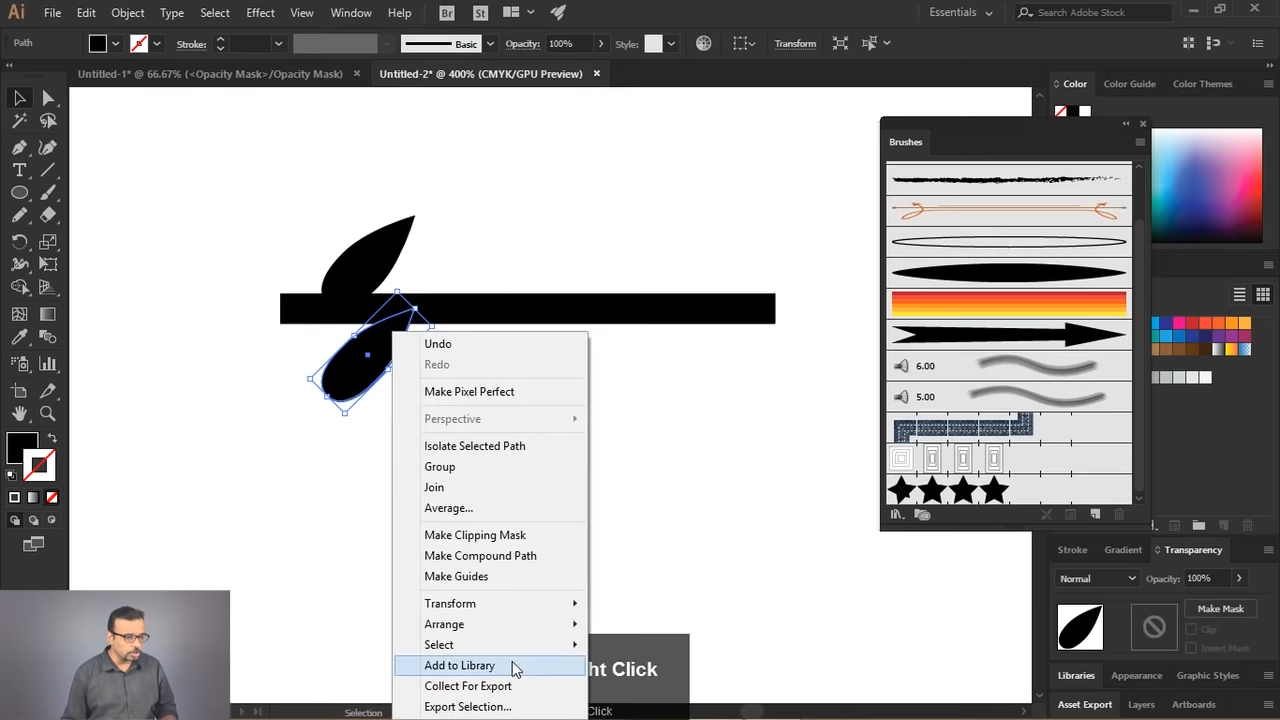 Ai File Edit Object Type Select Effect View Window Help Br St Essentials Search Adobe Stock
Path Stroke: Basic Opacity: 100% Style: Transform
Untitled-1* @ 66.67% (<Opacity Mask>/Opacity Mask) × Untitled-2* @ 400% (CMYK/GPU Preview) ×
Color Color Guide Color Themes
Brushes
6.00
5.00
Undo
Redo
Make Pixel Perfect
Perspective
Isolate Selected Path
Group
Join
Average...
Make Clipping Mask
Make Compound Path
Make Guides
Transform
Arrange
Select
Add to Library
Collect For Export
Export Selection...
ht Click
Click
Selection
Stroke Gradient Transparency
Normal Opacity: 100%
Make Mask
Clip
Invert Mask
Libraries Appearance Graphic Styles
Asset Export Layers Artboards